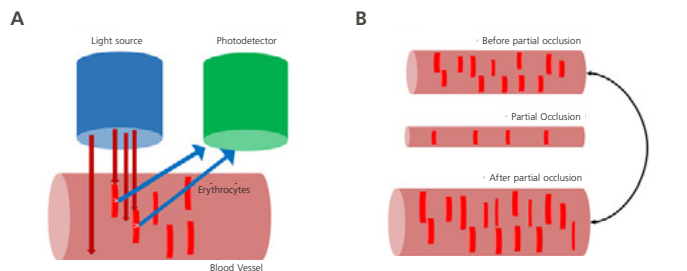 A
B
Light source
Photodetector
Erythrocytes
Blood Vessel
Before partial occlusion
Partial Occlusion
After partial occlusion